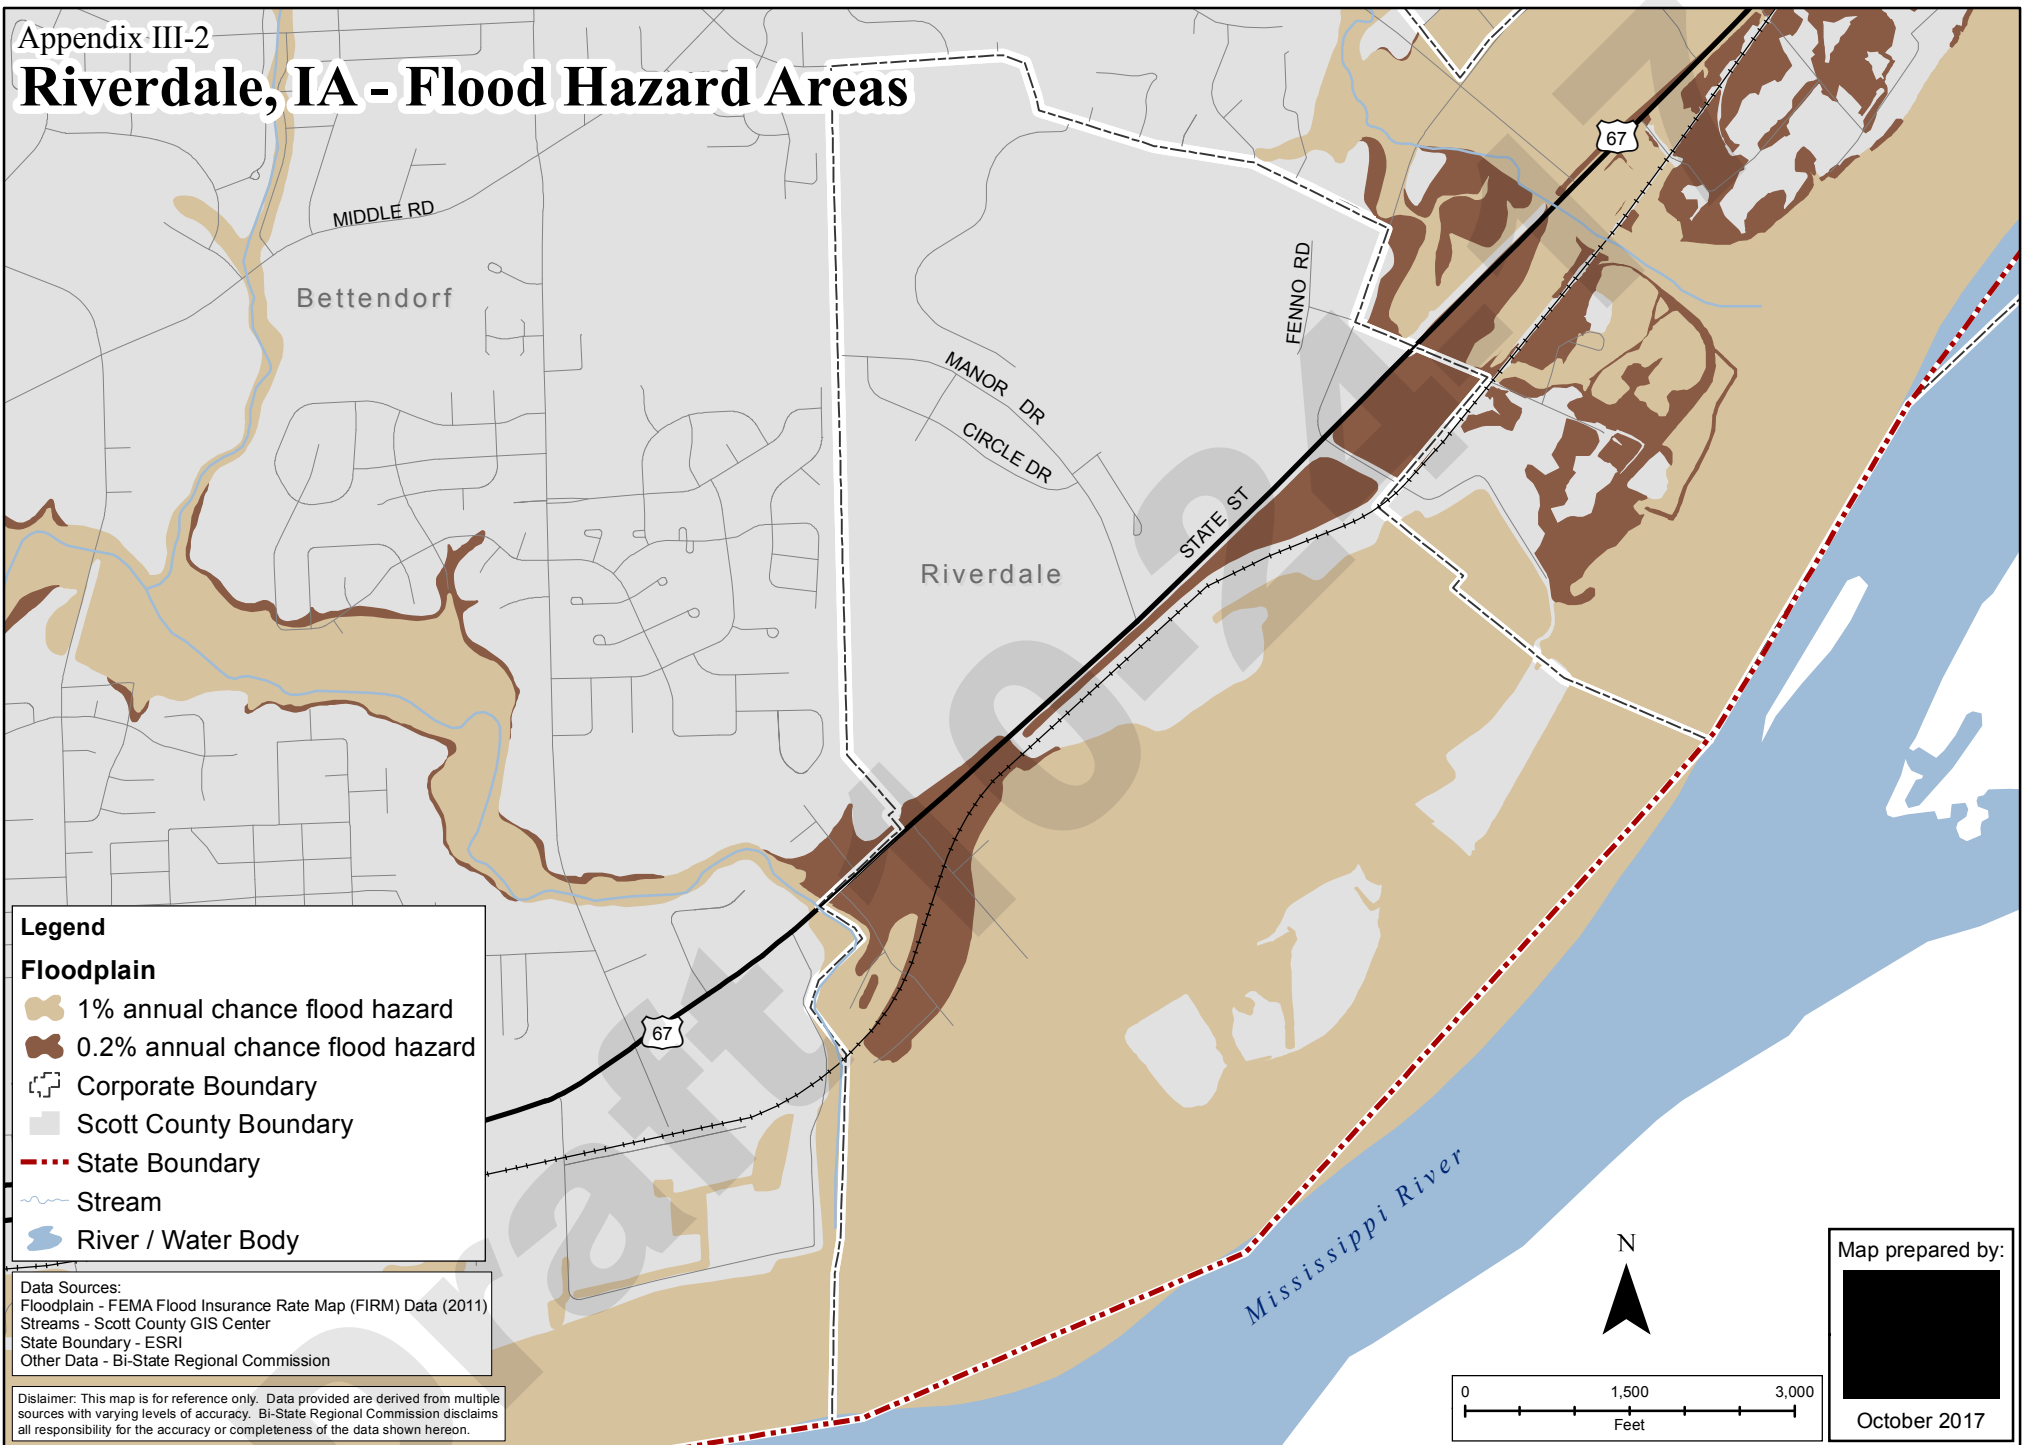 Appendix III-2
Riverdale, IA - Flood Hazard Areas
67
MIDDLE RD
Bettendorf
FENNO RD
MANOR DR
CIRCLE DR
STATE ST
Riverdale
67
Mississippi River
Draft 10-24-17
Legend
Floodplain
1% annual chance flood hazard
0.2% annual chance flood hazard
Corporate Boundary
Scott County Boundary
State Boundary
Stream
River / Water Body
Data Sources:
Floodplain - FEMA Flood Insurance Rate Map (FIRM) Data (2011)
Streams - Scott County GIS Center
State Boundary - ESRI
Other Data - Bi-State Regional Commission
Dislaimer: This map is for reference only. Data provided are derived from multiple
sources with varying levels of accuracy. Bi-State Regional Commission disclaims
all responsibility for the accuracy or completeness of the data shown hereon.
N
0 1,500 3,000
Feet
Map prepared by:
October 2017